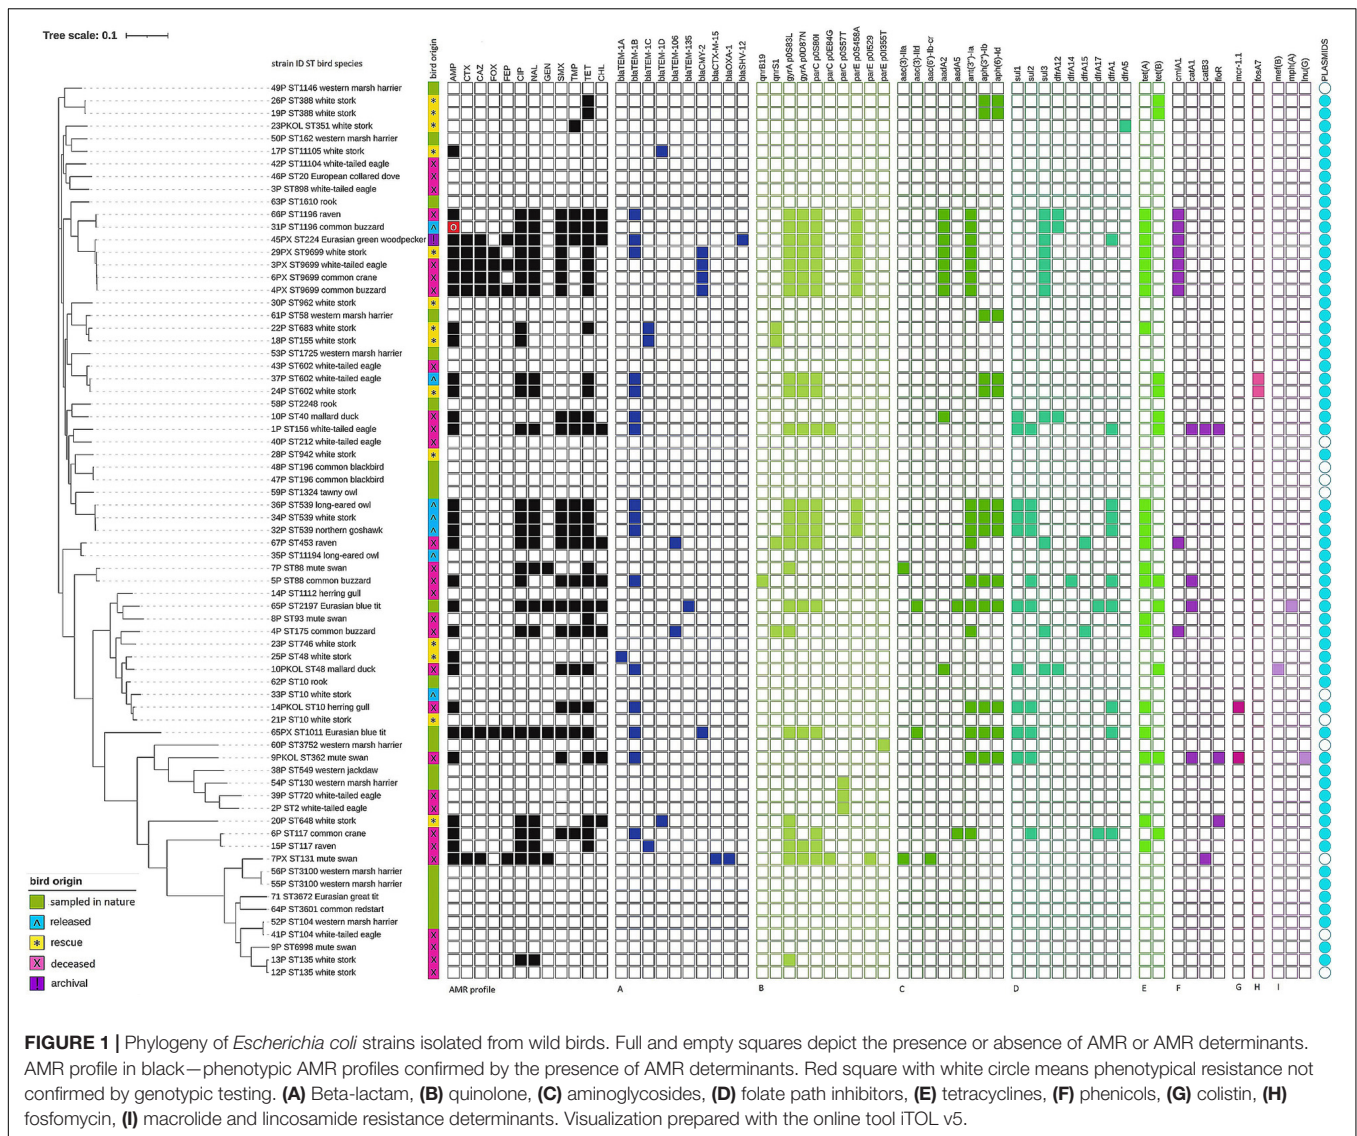 Tree scale: 0.1
strain ID ST bird species
bird origin
AMP
CTX
CAZ
FOX
FEP
CIP
NAL
GEN
SMX
TMP
TET
CHL
blaTEM-1A
blaTEM-1B
blaTEM-1C
blaTEM-1D
blaTEM-106
blaTEM-135
blaCMY-2
blaCTX-M-15
blaOXA-1
blaSHV-12
qnrB19
qnrS1
gyrA p0S83L
gyrA p0D87N
parC p0S80I
parC p0E84G
parC p0S57T
parE p0S458A
parE p0I529
parE p0I355T
aac(3)-IIa
aac(3)-IId
aac(6')-Ib-cr
aadA2
aadA5
ant(3")-Ia
aph(3")-Ib
aph(6)-Id
sul1
sul2
sul3
dfrA12
dfrA14
dfrA15
dfrA17
dfrA1
dfrA5
tet(A)
tet(B)
cmlA1
catA1
catB3
floR
mcr-1.1
fosA7
mef(B)
mph(A)
lnu(G)
PLASMIDS
49P ST1146 western marsh harrier
26P ST388 white stork
19P ST388 white stork
23PKOL ST351 white stork
50P ST162 western marsh harrier
17P ST11105 white stork
42P ST11104 white-tailed eagle
46P ST20 European collared dove
3P ST898 white-tailed eagle
63P ST1610 rook
66P ST1196 raven
31P ST1196 common buzzard
45PX ST224 Eurasian green woodpecker
29PX ST9699 white stork
3PX ST9699 white-tailed eagle
6PX ST9699 common crane
4PX ST9699 common buzzard
30P ST962 white stork
61P ST58 western marsh harrier
22P ST683 white stork
18P ST155 white stork
53P ST1725 western marsh harrier
43P ST602 white-tailed eagle
37P ST602 white-tailed eagle
24P ST602 white stork
58P ST2248 rook
10P ST40 mallard duck
1P ST156 white-tailed eagle
40P ST212 white-tailed eagle
28P ST942 white stork
48P ST196 common blackbird
47P ST196 common blackbird
59P ST1324 tawny owl
36P ST539 long-eared owl
34P ST539 white stork
32P ST539 northern goshawk
67P ST453 raven
35P ST11194 long-eared owl
7P ST88 mute swan
5P ST88 common buzzard
14P ST1112 herring gull
65P ST2197 Eurasian blue tit
8P ST93 mute swan
4P ST175 common buzzard
23P ST746 white stork
25P ST48 white stork
10PKOL ST48 mallard duck
62P ST10 rook
33P ST10 white stork
14PKOL ST10 herring gull
21P ST10 white stork
65PX ST1011 Eurasian blue tit
60P ST3752 western marsh harrier
9PKOL ST362 mute swan
38P ST549 western jackdaw
54P ST130 western marsh harrier
39P ST720 white-tailed eagle
2P ST2 white-tailed eagle
20P ST648 white stork
6P ST117 common crane
15P ST117 raven
7PX ST131 mute swan
56P ST3100 western marsh harrier
55P ST3100 western marsh harrier
71 ST3672 Eurasian great tit
64P ST3601 common redstart
52P ST104 western marsh harrier
41P ST104 white-tailed eagle
9P ST6998 mute swan
13P ST135 white stork
12P ST135 white stork
bird origin
sampled in nature
^ released
* rescue
X deceased
| archival
AMR profile A B C D E F G H I
FIGURE 1 | Phylogeny of Escherichia coli strains isolated from wild birds. Full and empty squares depict the presence or absence of AMR or AMR determinants.
AMR profile in black—phenotypic AMR profiles confirmed by the presence of AMR determinants. Red square with white circle means phenotypical resistance not
confirmed by genotypic testing. (A) Beta-lactam, (B) quinolone, (C) aminoglycosides, (D) folate path inhibitors, (E) tetracyclines, (F) phenicols, (G) colistin, (H)
fosfomycin, (I) macrolide and lincosamide resistance determinants. Visualization prepared with the online tool iTOL v5.